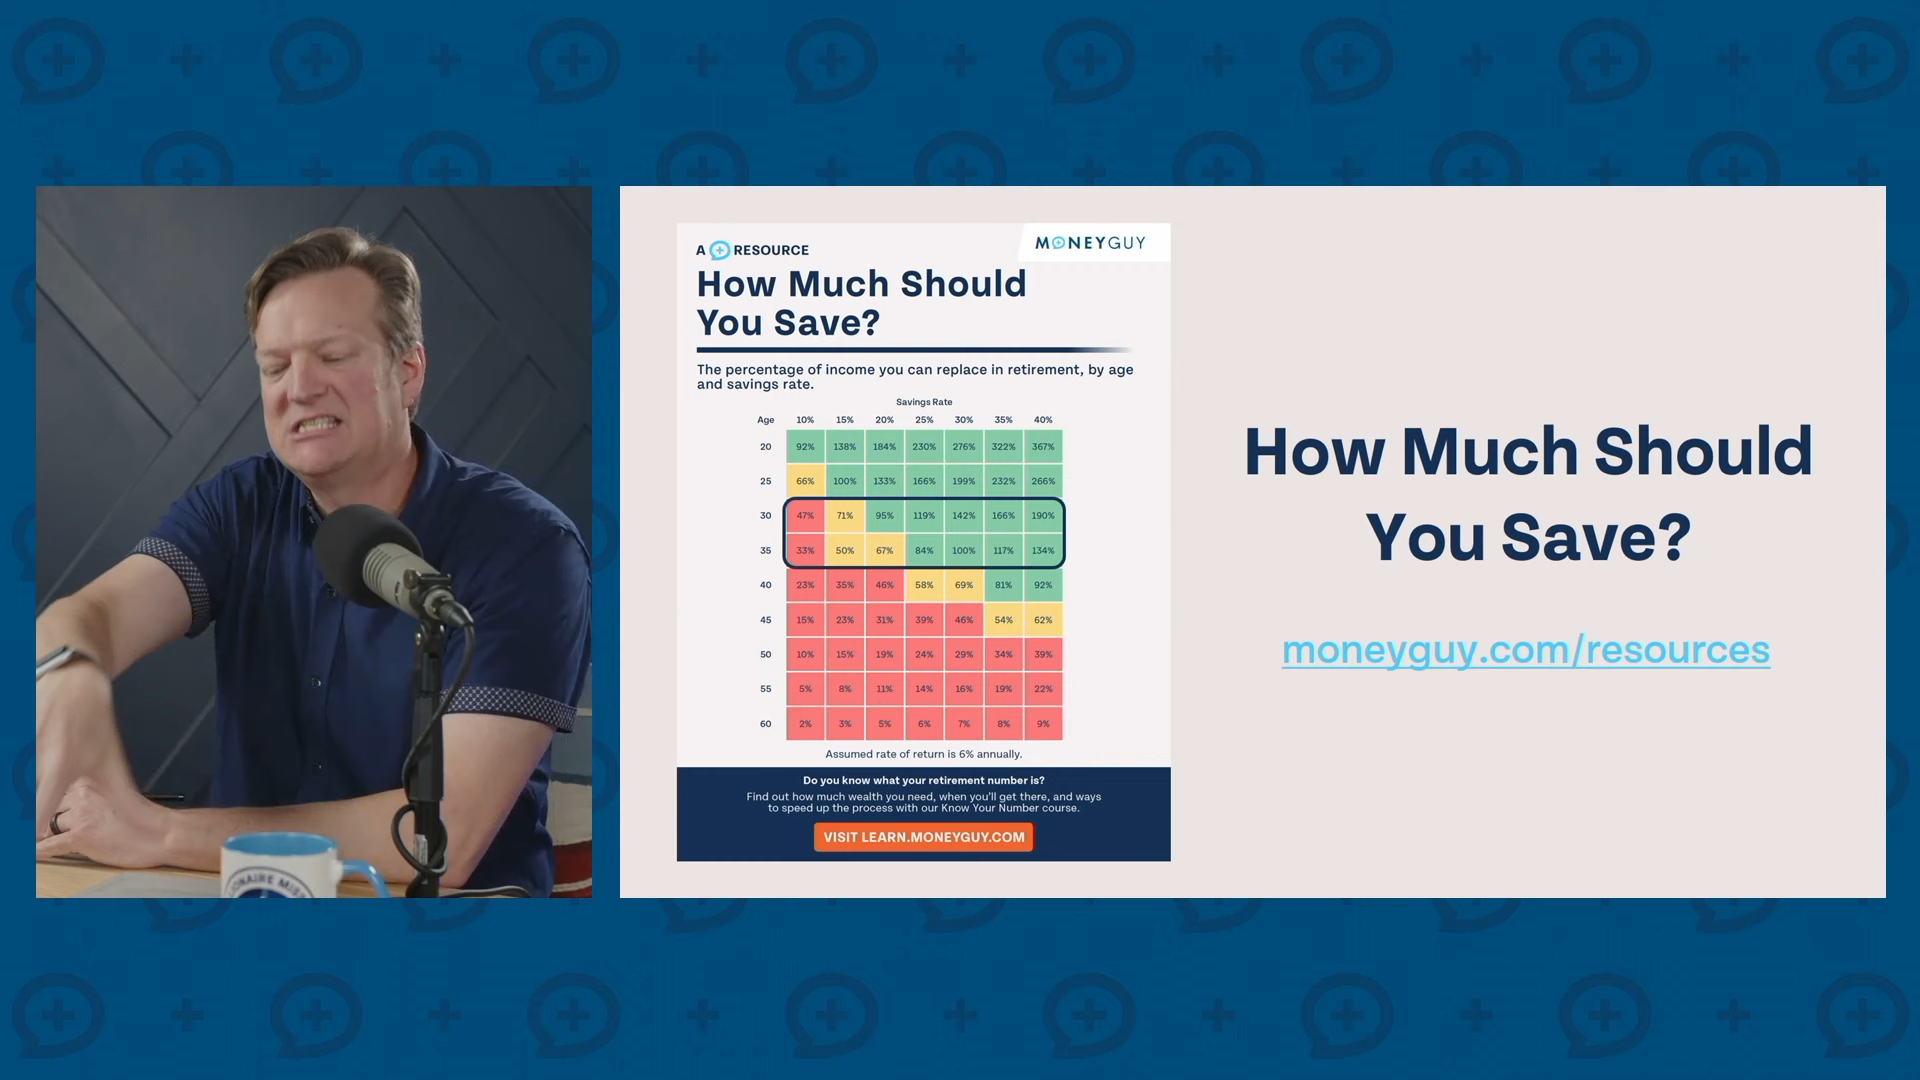 A RESOURCE
MONEYGUY
How Much Should
You Save?
The percentage of income you can replace in retirement, by age
and savings rate.
Savings Rate
Age 10% 15% 20% 25% 30% 35% 40%
20 92% 138% 184% 230% 276% 322% 367%
25 66% 100% 133% 166% 199% 232% 266%
30 47% 71% 95% 119% 142% 166% 190%
35 33% 50% 67% 84% 100% 117% 134%
40 23% 35% 46% 58% 69% 81% 92%
45 15% 23% 31% 39% 46% 54% 62%
50 10% 15% 19% 24% 29% 34% 39%
55 5% 8% 11% 14% 16% 19% 22%
60 2% 3% 5% 6% 7% 8% 9%
Assumed rate of return is 6% annually.
Do you know what your retirement number is?
Find out how much wealth you need, when you'll get there, and ways
to speed up the process with our Know Your Number course.
VISIT LEARN.MONEYGUY.COM
How Much Should
You Save?
moneyguy.com/resources